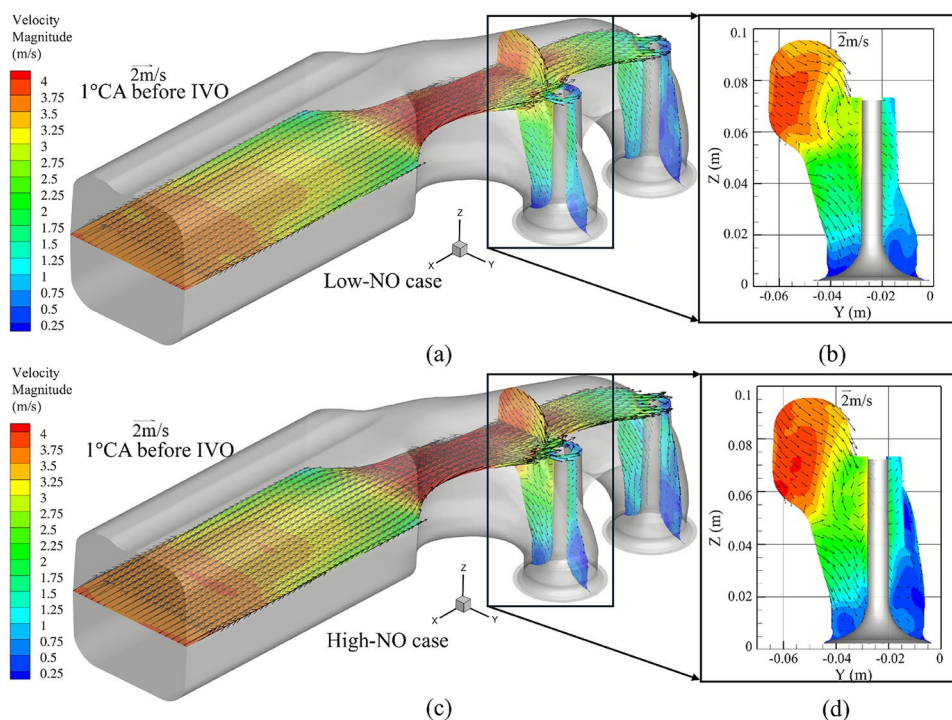 Velocity
Magnitude
(m/s)
4
3.75
3.5
3.25
3
2.75
2.5
2.25
2
1.75
1.5
1.25
1
0.75
0.5
0.25
2m/s
1°CA before IVO
Z
X
Y
Low-NO case
(a)
2m/s
0.1
0.08
0.06
0.04
0.02
0
Z (m)
-0.06
-0.04
-0.02
0
Y (m)
(b)
Velocity
Magnitude
(m/s)
4
3.75
3.5
3.25
3
2.75
2.5
2.25
2
1.75
1.5
1.25
1
0.75
0.5
0.25
2m/s
1°CA before IVO
Z
X
Y
High-NO case
(c)
2m/s
0.1
0.08
0.06
0.04
0.02
0
Z (m)
-0.06
-0.04
-0.02
0
Y (m)
(d)